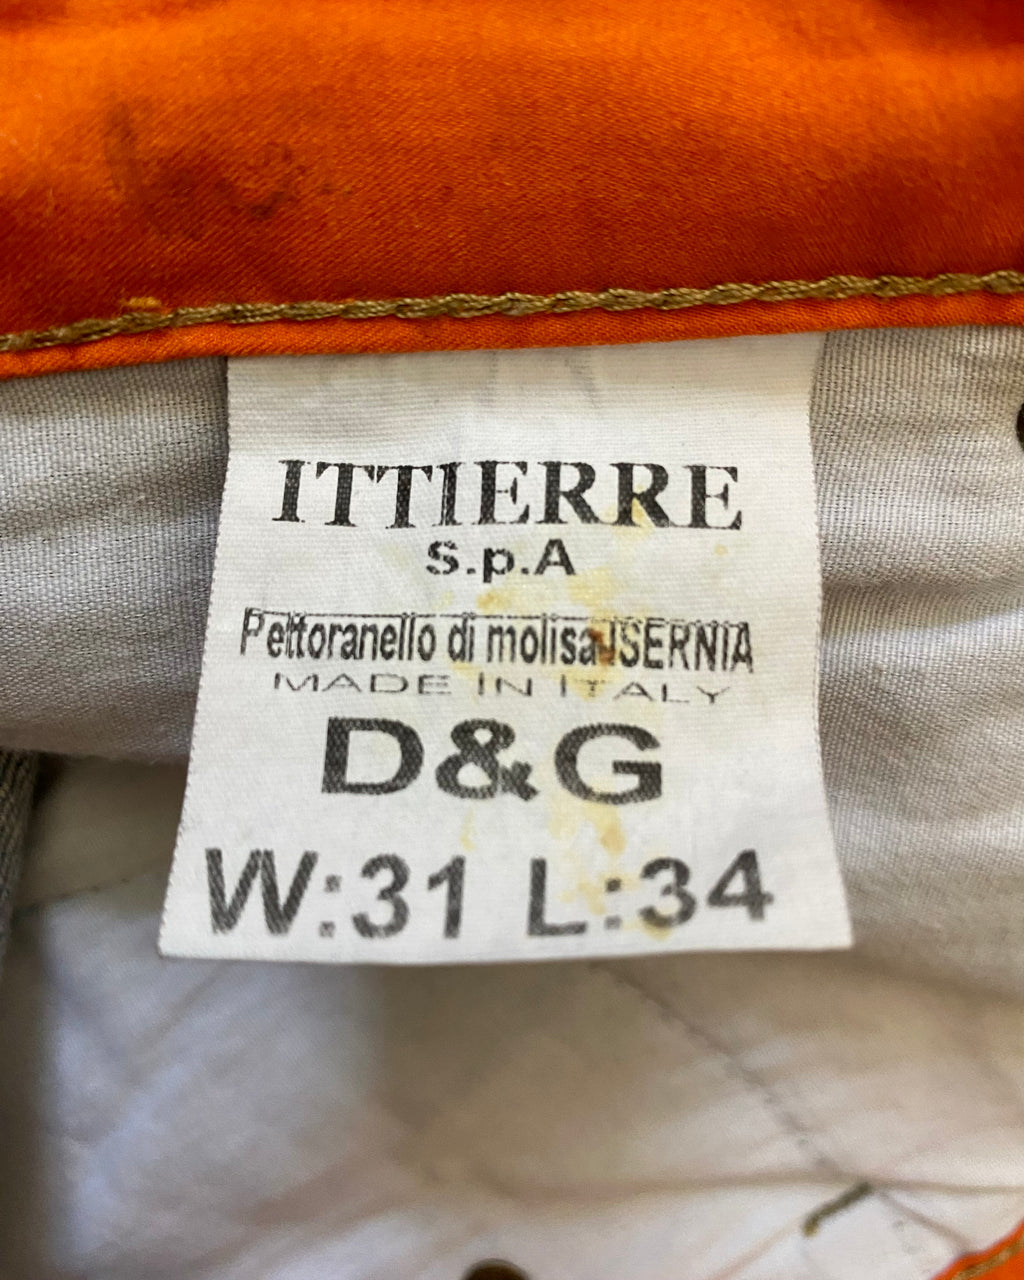 ITTIERRE
S.p.A
Pettoranello di molisa ISERNIA
MADE IN ITALY
D&G
W:31 L:34